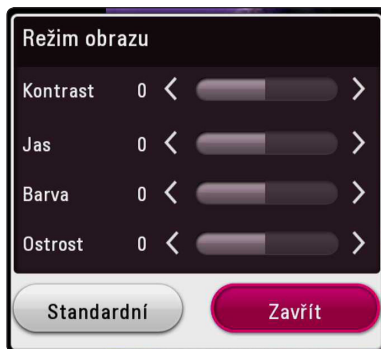 Režim obrazu
Kontrast 0
Jas 0
Barva 0
Ostrost 0
Standardní Zavřít